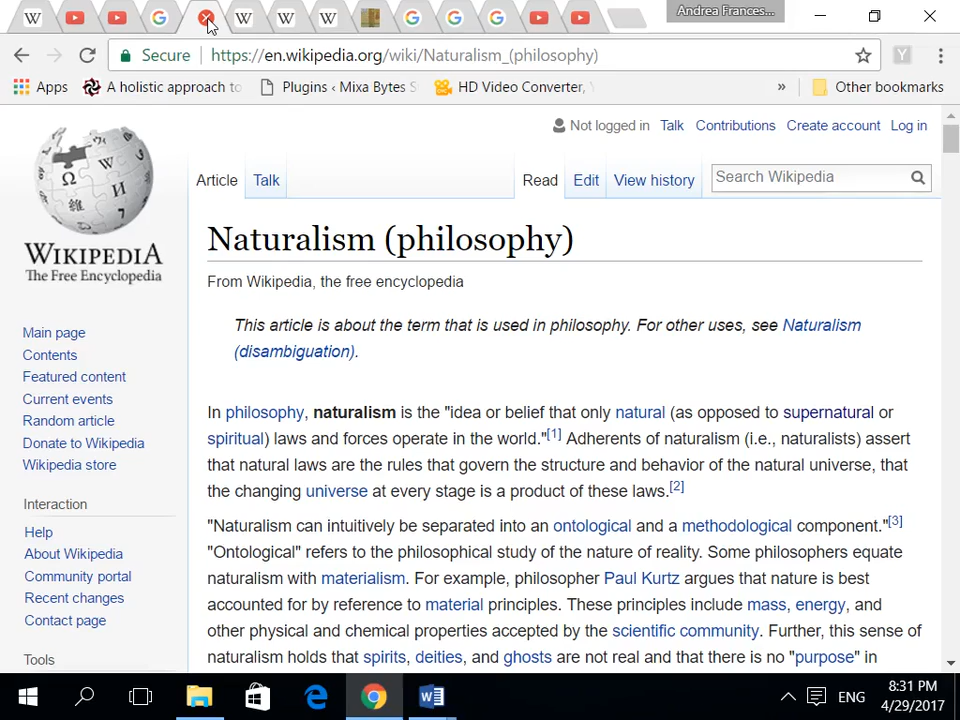 Andrea Frances...
Secure https://en.wikipedia.org/wiki/Naturalism_(philosophy)
Apps A holistic approach to Plugins ‹ Mixa Bytes S HD Video Converter, » Other bookmarks
Not logged in Talk Contributions Create account Log in
Article Talk Read Edit View history Search Wikipedia
WIKIPEDIA
The Free Encyclopedia
Main page
Contents
Featured content
Current events
Random article
Donate to Wikipedia
Wikipedia store
Interaction
Help
About Wikipedia
Community portal
Recent changes
Contact page
Tools
Naturalism (philosophy)
From Wikipedia, the free encyclopedia
This article is about the term that is used in philosophy. For other uses, see Naturalism
(disambiguation).
In philosophy, naturalism is the "idea or belief that only natural (as opposed to supernatural or
spiritual) laws and forces operate in the world."[1] Adherents of naturalism (i.e., naturalists) assert
that natural laws are the rules that govern the structure and behavior of the natural universe, that
the changing universe at every stage is a product of these laws.[2]
"Naturalism can intuitively be separated into an ontological and a methodological component."[3]
"Ontological" refers to the philosophical study of the nature of reality. Some philosophers equate
naturalism with materialism. For example, philosopher Paul Kurtz argues that nature is best
accounted for by reference to material principles. These principles include mass, energy, and
other physical and chemical properties accepted by the scientific community. Further, this sense of
naturalism holds that spirits, deities, and ghosts are not real and that there is no "purpose" in
ENG
8:31 PM
4/29/2017